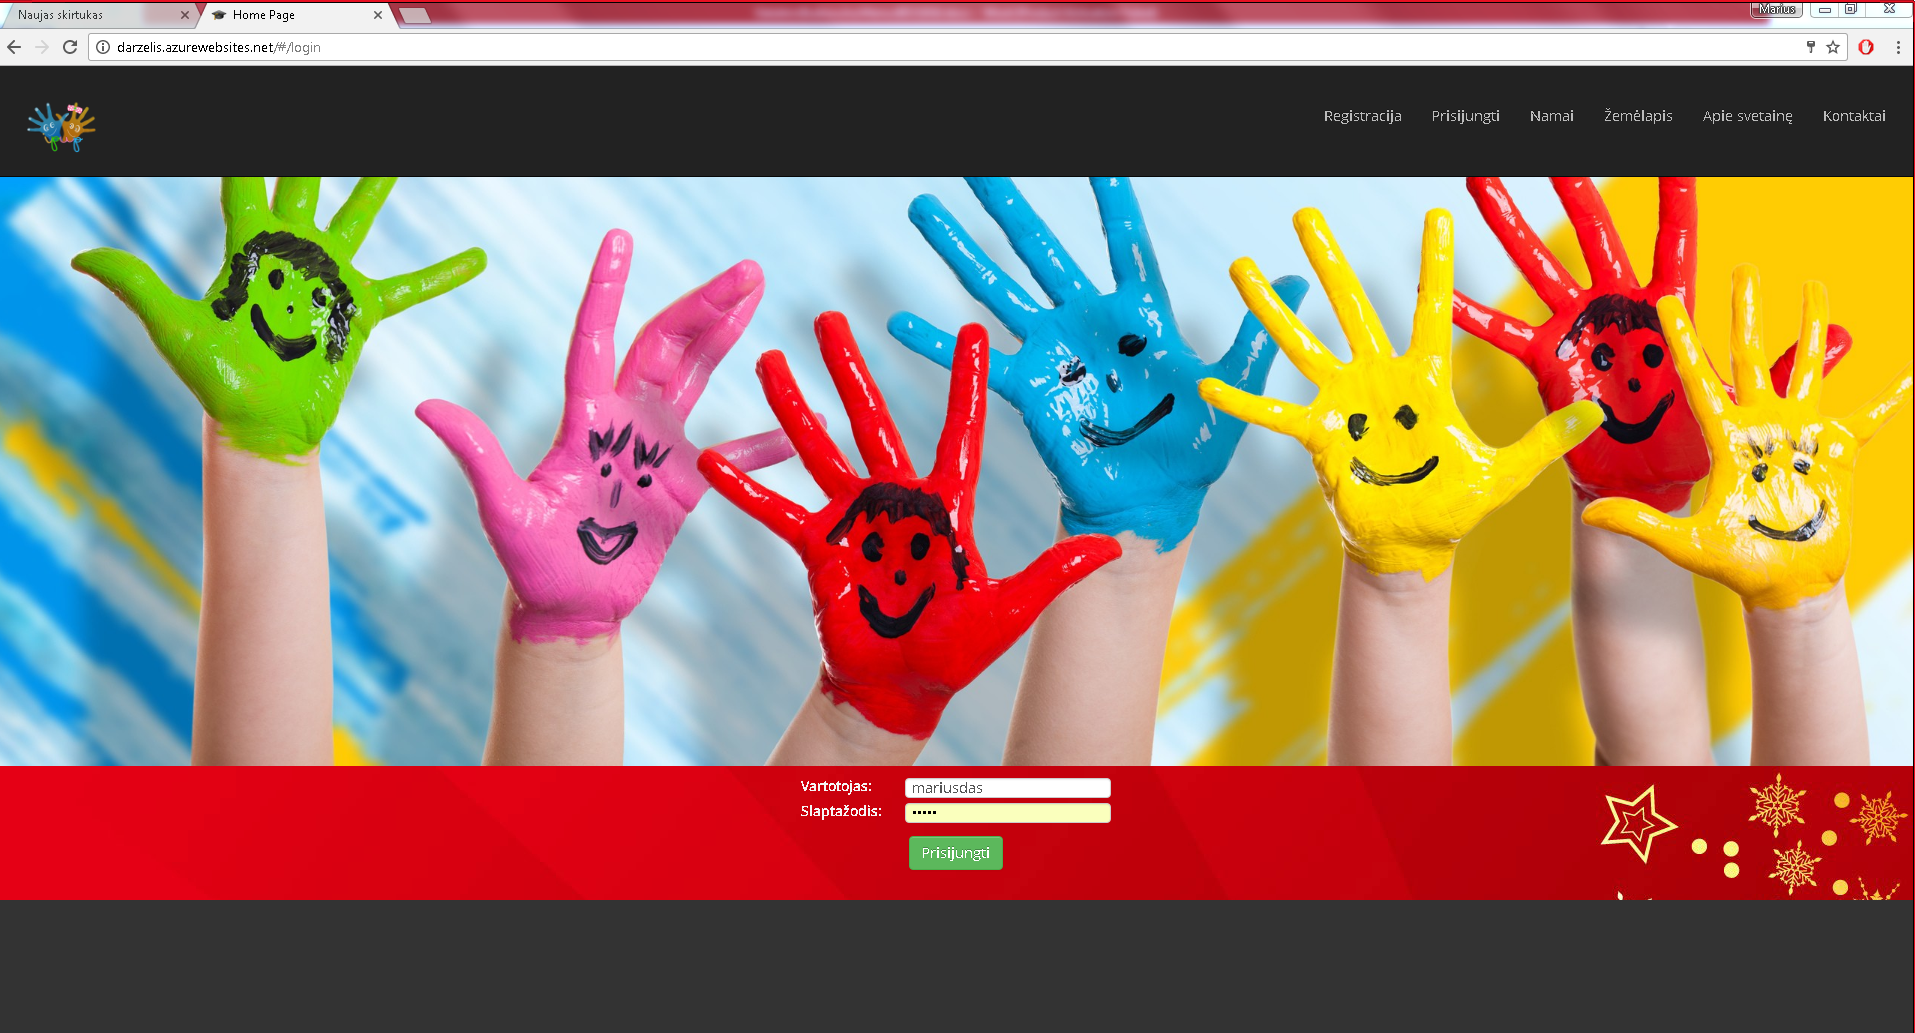 Naujas skirtukas
Home Page
Marius
darzelis.azurewebsites.net/#/login
Registracija Prisijungti Namai Žemėlapis Apie svetainę Kontaktai
Vartotojas: mariusdas
Slaptažodis: •••••
Prisijungti